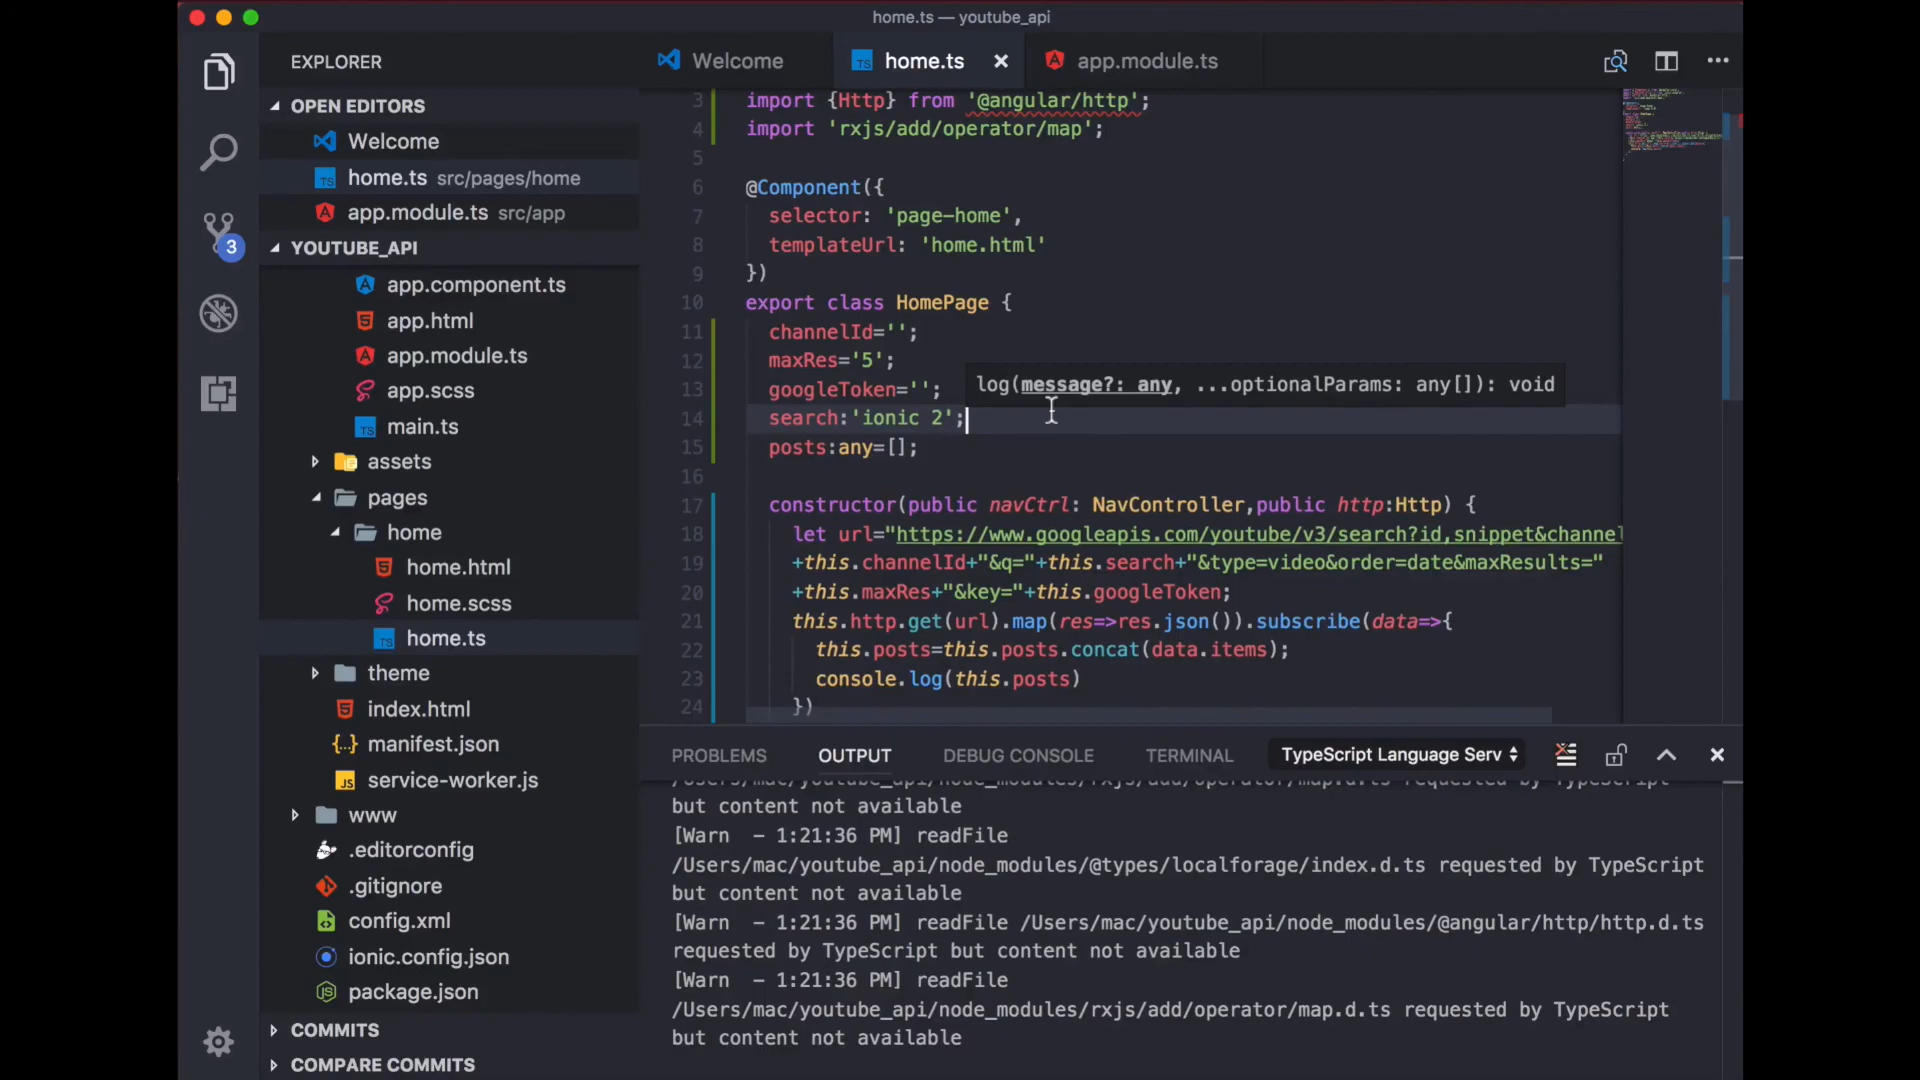 home.ts — youtube_api
EXPLORER
Welcome
home.ts
app.module.ts
OPEN EDITORS
Welcome
home.ts src/pages/home
app.module.ts src/app
3
YOUTUBE_API
app.component.ts
app.html
app.module.ts
app.scss
main.ts
assets
pages
home
home.html
home.scss
home.ts
theme
index.html
manifest.json
service-worker.js
www
.editorconfig
.gitignore
config.xml
ionic.config.json
package.json
COMMITS
COMPARE COMMITS
3 import {Http} from '@angular/http';
4 import 'rxjs/add/operator/map';
5
6 @Component({
7 selector: 'page-home',
8 templateUrl: 'home.html'
9 })
10 export class HomePage {
11 channelId='';
12 maxRes='5';
13 googleToken='';
log(message?: any, ...optionalParams: any[]): void
14 search:'ionic 2';
15 posts:any=[];
16
17 constructor(public navCtrl: NavController,public http:Http) {
18 let url="https://www.googleapis.com/youtube/v3/search?id,snippet&channel
19 +this.channelId+"&q="+this.search+"&type=video&order=date&maxResults="
20 +this.maxRes+"&key="+this.googleToken;
21 this.http.get(url).map(res=>res.json()).subscribe(data=>{
22 this.posts=this.posts.concat(data.items);
23 console.log(this.posts)
24 })
PROBLEMS OUTPUT DEBUG CONSOLE TERMINAL TypeScript Language Serv
/Users/mac/youtube_api/node_modules/rxjs/add/operator/map.d.ts requested by TypeScript
but content not available
[Warn  - 1:21:36 PM] readFile
/Users/mac/youtube_api/node_modules/@types/localforage/index.d.ts requested by TypeScript
but content not available
[Warn  - 1:21:36 PM] readFile /Users/mac/youtube_api/node_modules/@angular/http/http.d.ts
requested by TypeScript but content not available
[Warn  - 1:21:36 PM] readFile
/Users/mac/youtube_api/node_modules/rxjs/add/operator/map.d.ts requested by TypeScript
but content not available